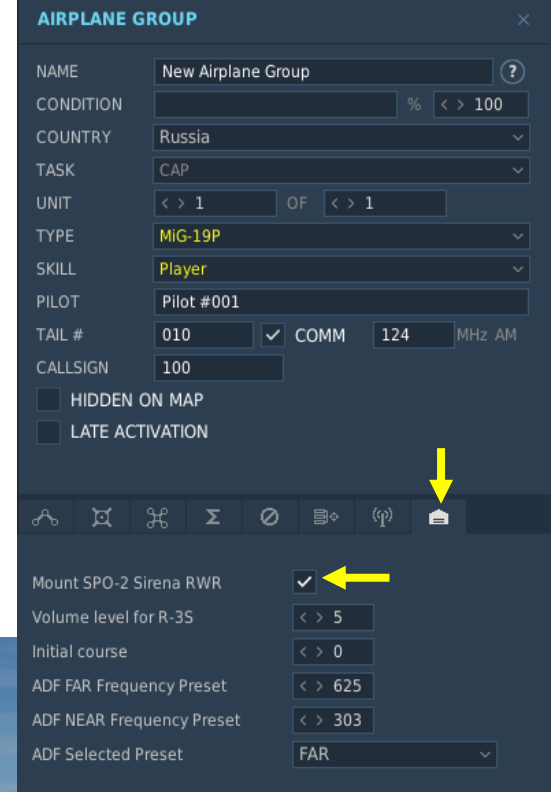 AIRPLANE GROUP ×
NAME New Airplane Group ?
CONDITION % < > 100
COUNTRY Russia
TASK CAP
UNIT < > 1 OF < > 1
TYPE MiG-19P
SKILL Player
PILOT Pilot #001
TAIL # 010 COMM 124 MHz AM
CALLSIGN 100
HIDDEN ON MAP
LATE ACTIVATION
Σ
Mount SPO-2 Sirena RWR
Volume level for R-3S < > 5
Initial course < > 0
ADF FAR Frequency Preset < > 625
ADF NEAR Frequency Preset < > 303
ADF Selected Preset FAR